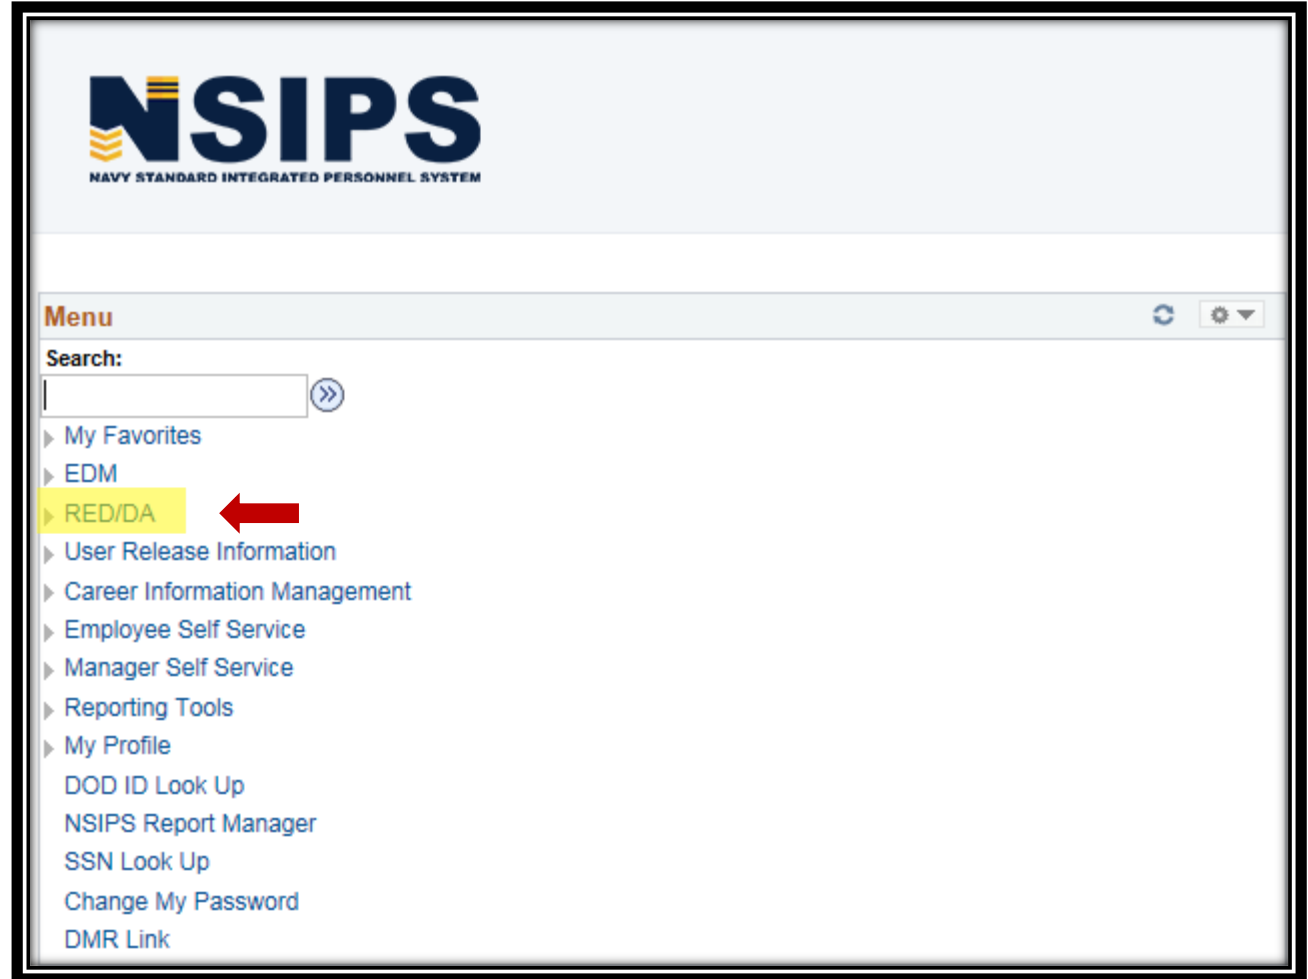 NSIPS
NAVY STANDARD INTEGRATED PERSONNEL SYSTEM
Menu
Search:
My Favorites
EDM
RED/DA
User Release Information
Career Information Management
Employee Self Service
Manager Self Service
Reporting Tools
My Profile
DOD ID Look Up
NSIPS Report Manager
SSN Look Up
Change My Password
DMR Link